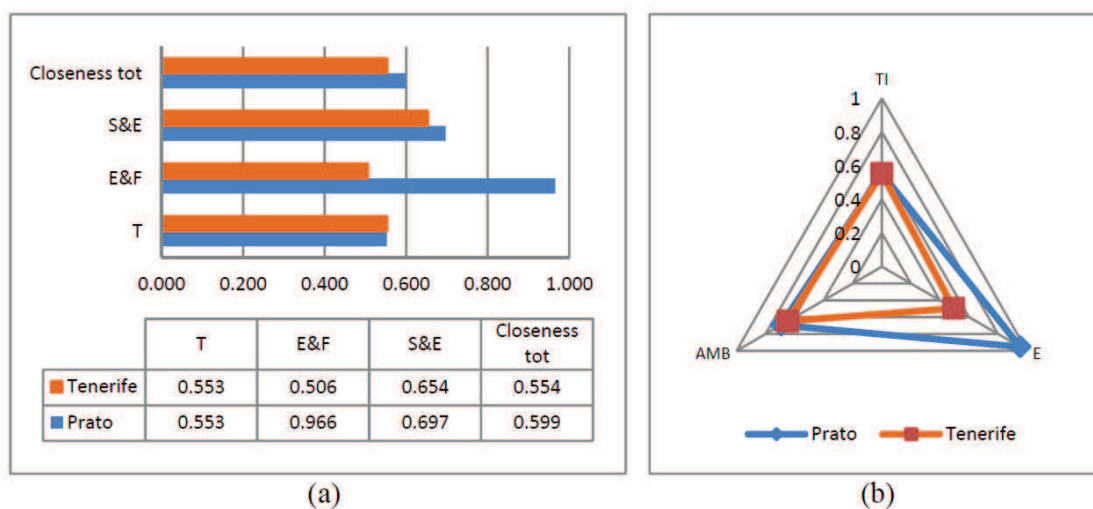 Closeness tot
S&E
E&F
T
0.000 0.200 0.400 0.600 0.800 1.000
T E&F S&E Closeness tot
Tenerife 0.553 0.506 0.654 0.554
Prato 0.553 0.966 0.697 0.599
(a)
TI
1
0.8
0.6
0.4
0.2
0
AMB E
Prato Tenerife
(b)